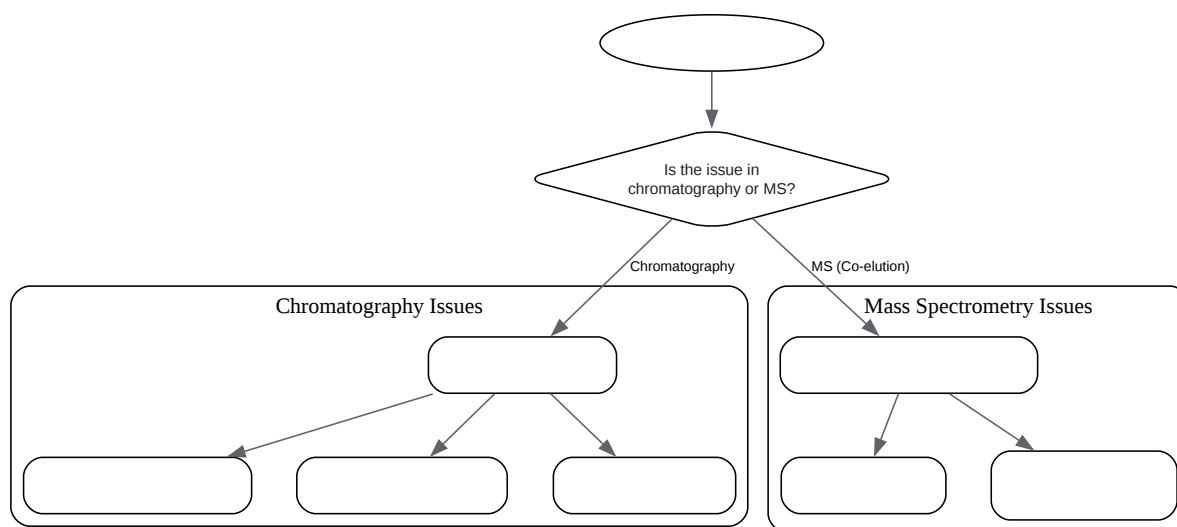 Is the issue in
chromatography or MS?
Chromatography
MS (Co-elution)
Chromatography Issues
Mass Spectrometry Issues